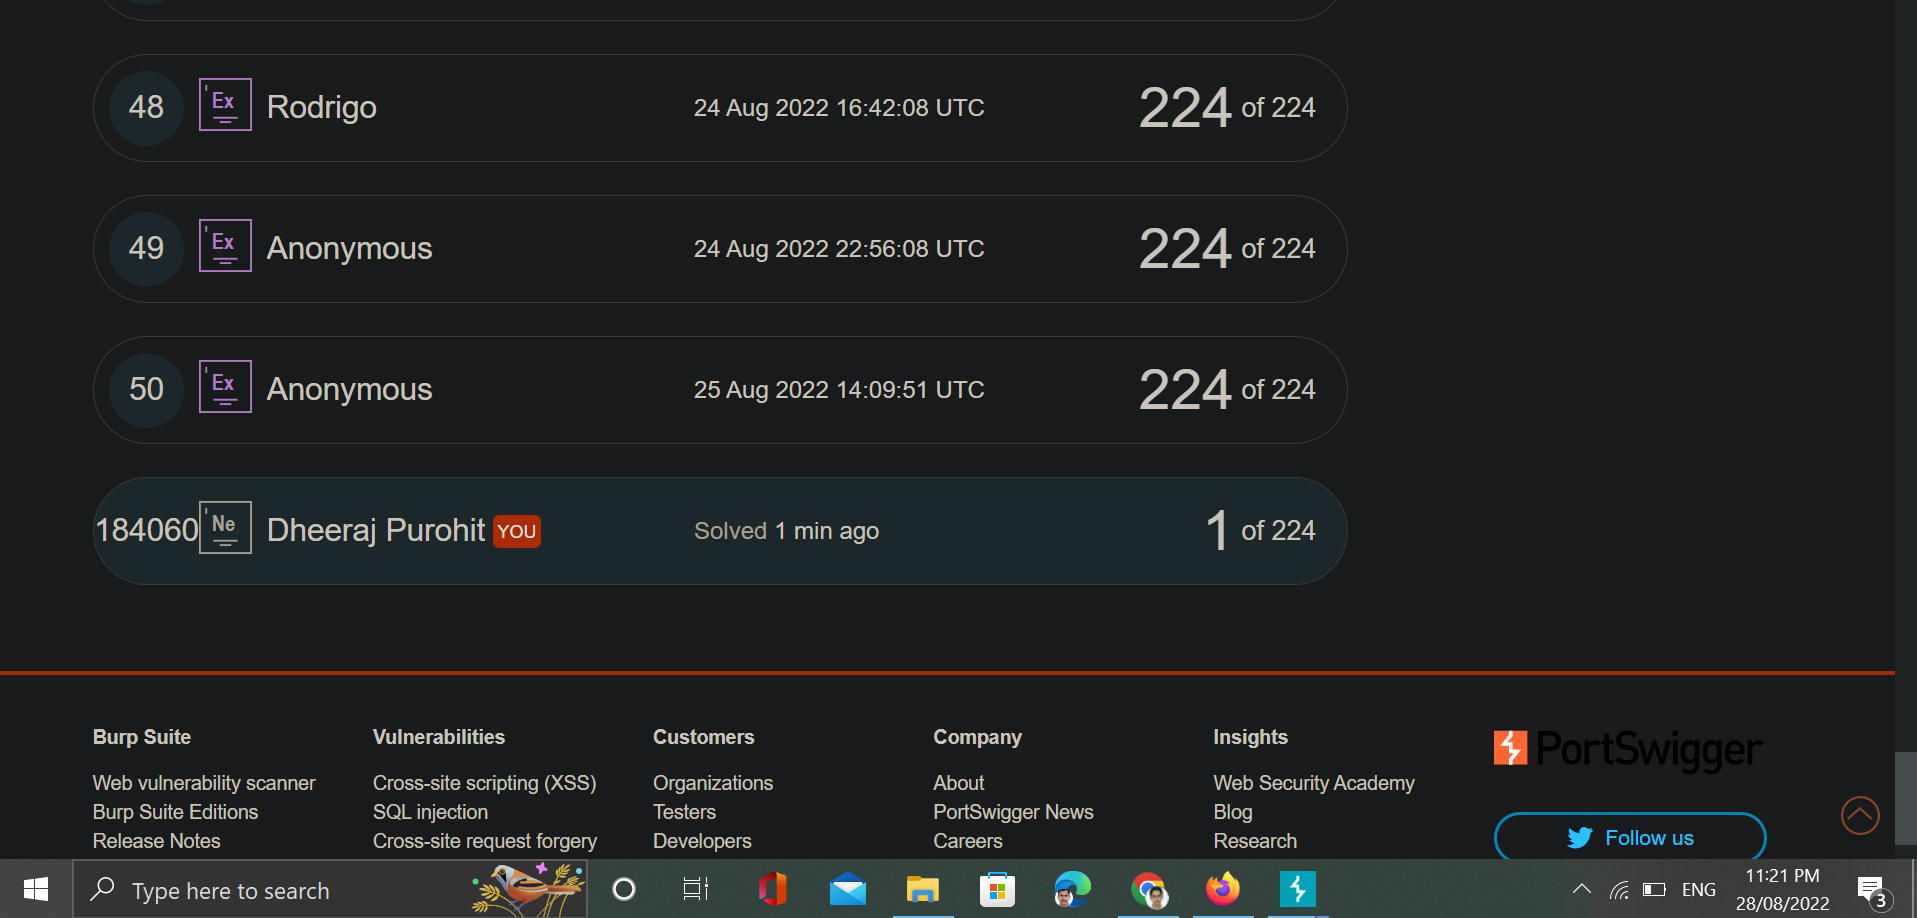 48 'Ex Rodrigo 24 Aug 2022 16:42:08 UTC 224 of 224
49 'Ex Anonymous 24 Aug 2022 22:56:08 UTC 224 of 224
50 'Ex Anonymous 25 Aug 2022 14:09:51 UTC 224 of 224
184060 'Ne Dheeraj Purohit YOU Solved 1 min ago 1 of 224
Burp Suite
Web vulnerability scanner
Burp Suite Editions
Release Notes
Vulnerabilities
Cross-site scripting (XSS)
SQL injection
Cross-site request forgery
Customers
Organizations
Testers
Developers
Company
About
PortSwigger News
Careers
Insights
Web Security Academy
Blog
Research
PortSwigger
Follow us
Type here to search
ENG
11:21 PM
28/08/2022
3